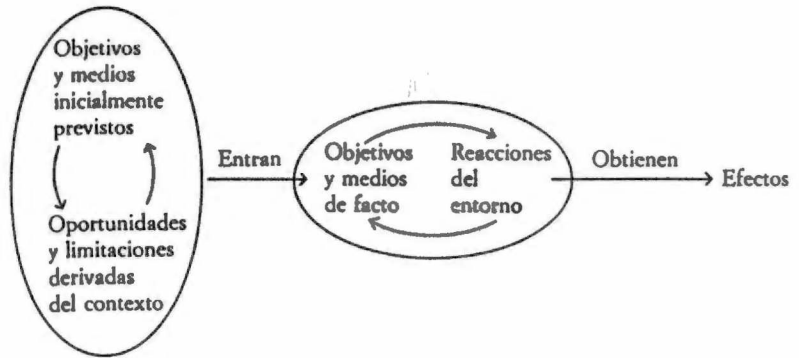 Objetivos
y medios
inicialmente
previstos
Oportunidades
y limitaciones
derivadas
del contexto
Entran
Objetivos
y medios
de facto
Reacciones
del
entorno
Obtienen
Efectos